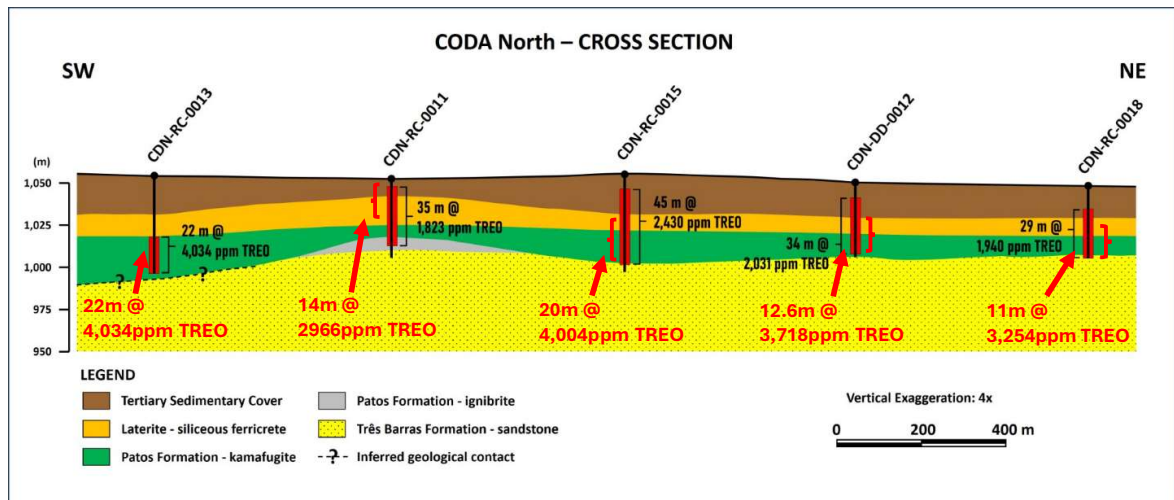 CODA North – CROSS SECTION
SW
NE
CDN-RC-0013
CDN-RC-0011
CDN-RC-0015
CDN-DD-0012
CDN-RC-0018
(m)
1,050
1,025
1,000
975
950
22 m @
4,034 ppm TREO
35 m @
1,823 ppm TREO
45 m @
2,430 ppm TREO
34 m @
2,031 ppm TREO
29 m @
1,940 ppm TREO
?
?
22m @
4,034ppm TREO
14m @
2966ppm TREO
20m @
4,004ppm TREO
12.6m @
3,718ppm TREO
11m @
3,254ppm TREO
LEGEND
Tertiary Sedimentary Cover
Laterite - siliceous ferricrete
Patos Formation - kamafugite
Patos Formation - ignibrite
Três Barras Formation - sandstone
-?- Inferred geological contact
Vertical Exaggeration: 4x
0 200 400 m